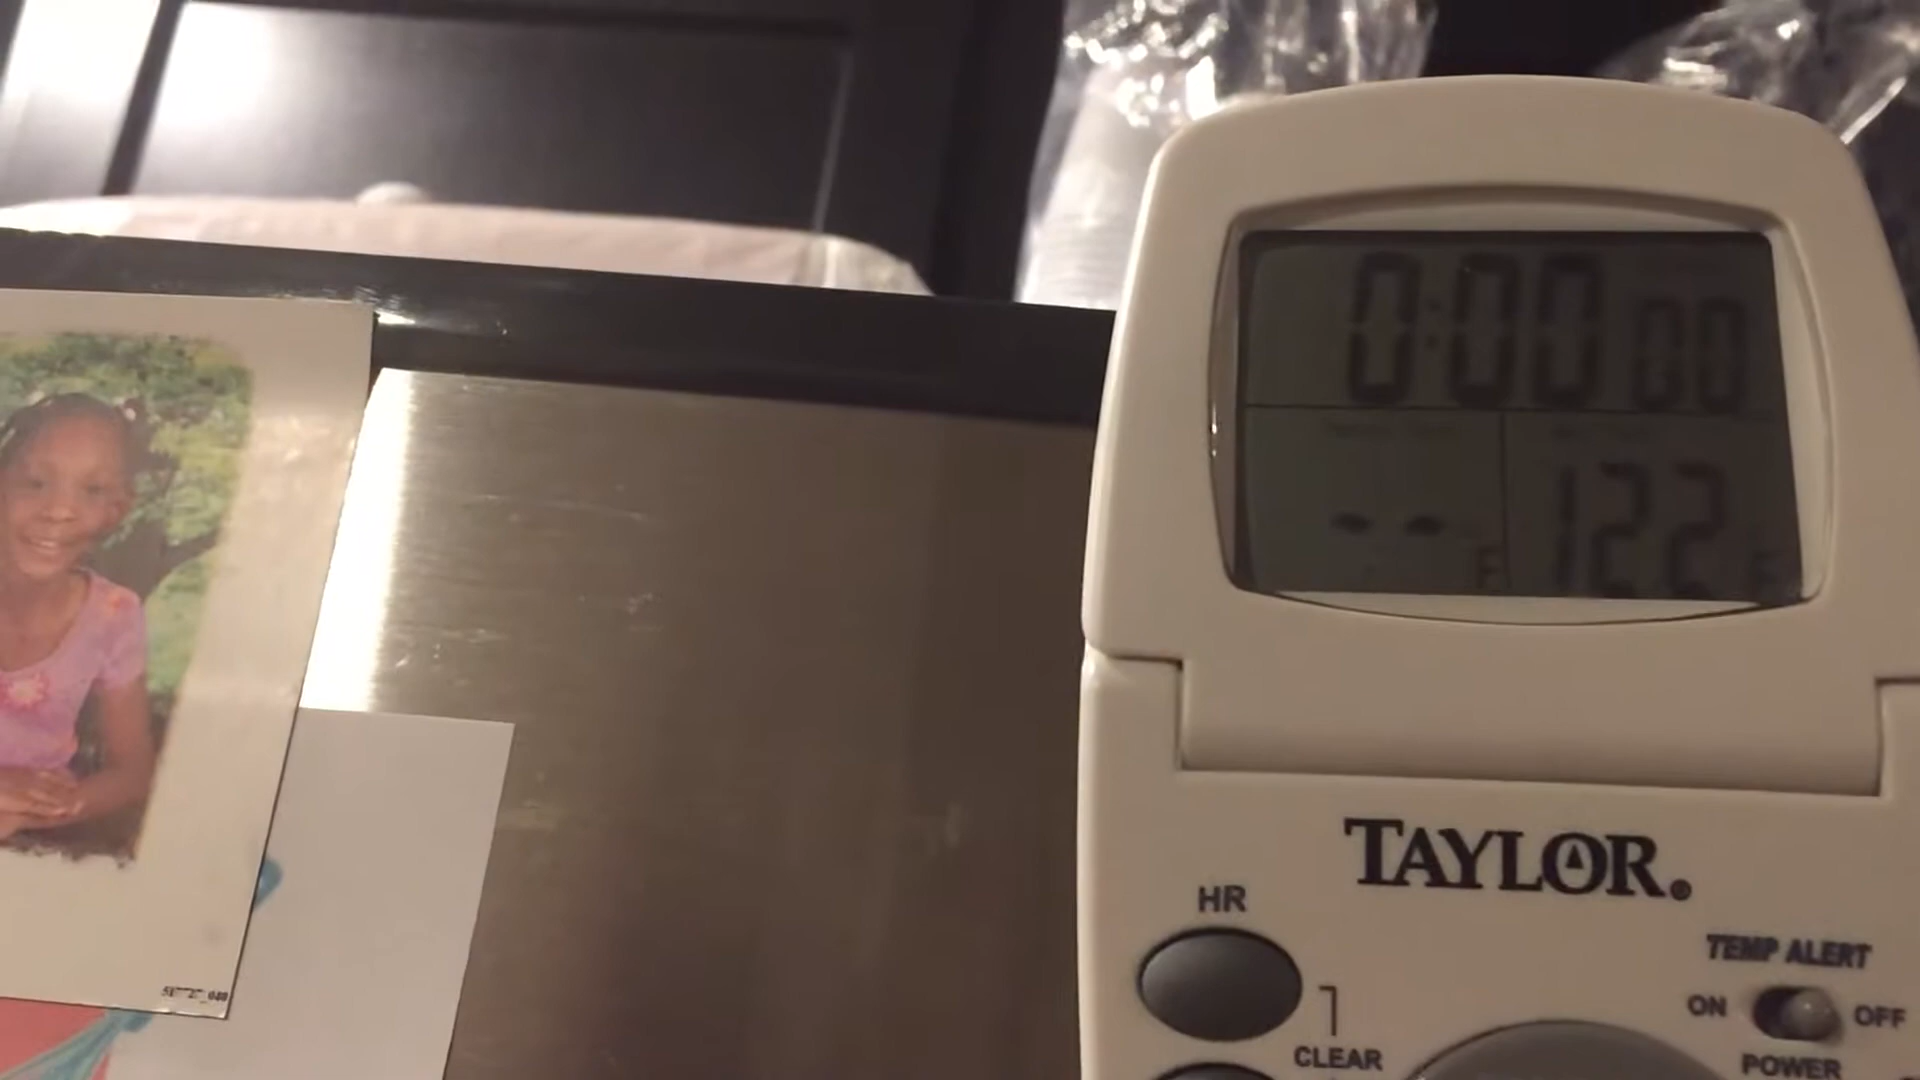 0:00 00
-- F 122 F
TAYLOR®
HR
TEMP ALERT
ON OFF
CLEAR
POWER